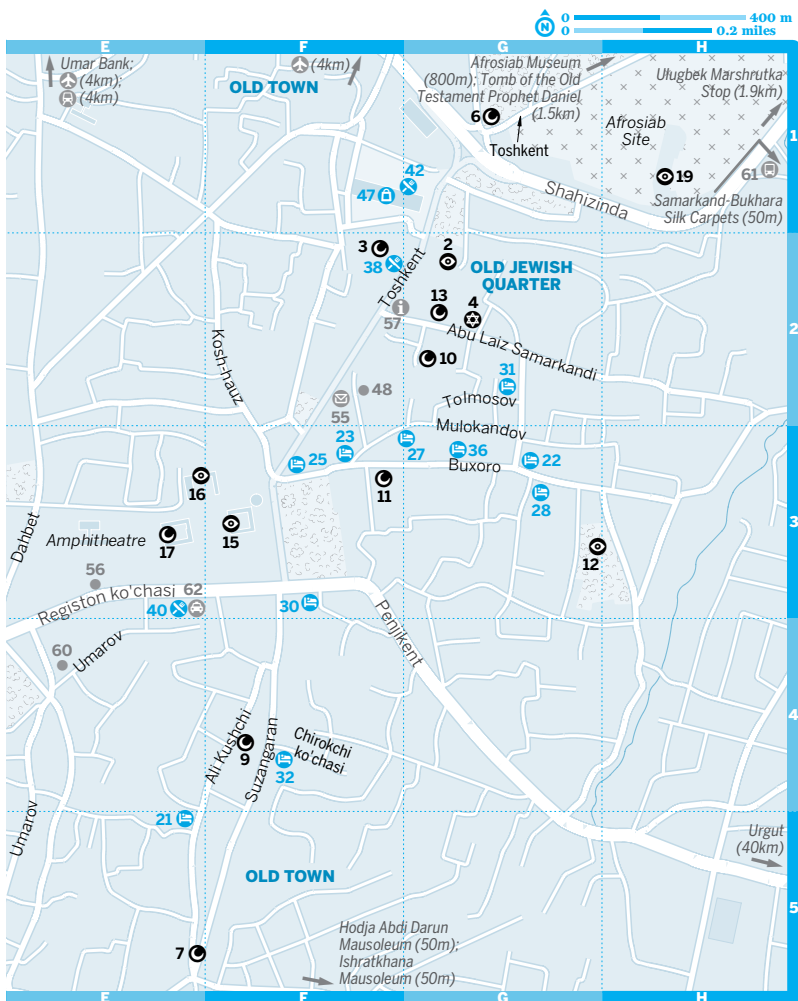 0 400 m
N 0 0.2 miles
E F G H
Umar Bank;
(4km);
(4km)
(4km)
OLD TOWN
Afrosiab Museum
(800m); Tomb of the Old
Testament Prophet Daniel
(1.5km)
Ulugbek Marshrutka
Stop (1.9km)
6
Toshkent
Afrosiab
Site
1
42
47
19
61
Shahizinda
Samarkand-Bukhara
Silk Carpets (50m)
3
38
2
OLD JEWISH
QUARTER
Toshkent
13
4
57
Abu Laiz Samarkandi
2
10
Kosh-hauz
48
55
31
Tolmosov
Mulokandov
23
25
27
36
22
Buxoro
16
11
28
Dahbet
Amphitheatre
17
15
12
3
56
Registon ko'chasi
62
40
30
Penjikent
60
Umarov
4
Ali Kushchi
9
Suzangaran
Chirokchi
ko'chasi
32
21
Umarov
Urgut
(40km)
OLD TOWN
5
7
Hodja Abdi Darun
Mausoleum (50m);
Ishratkhana
Mausoleum (50m)
E F G H